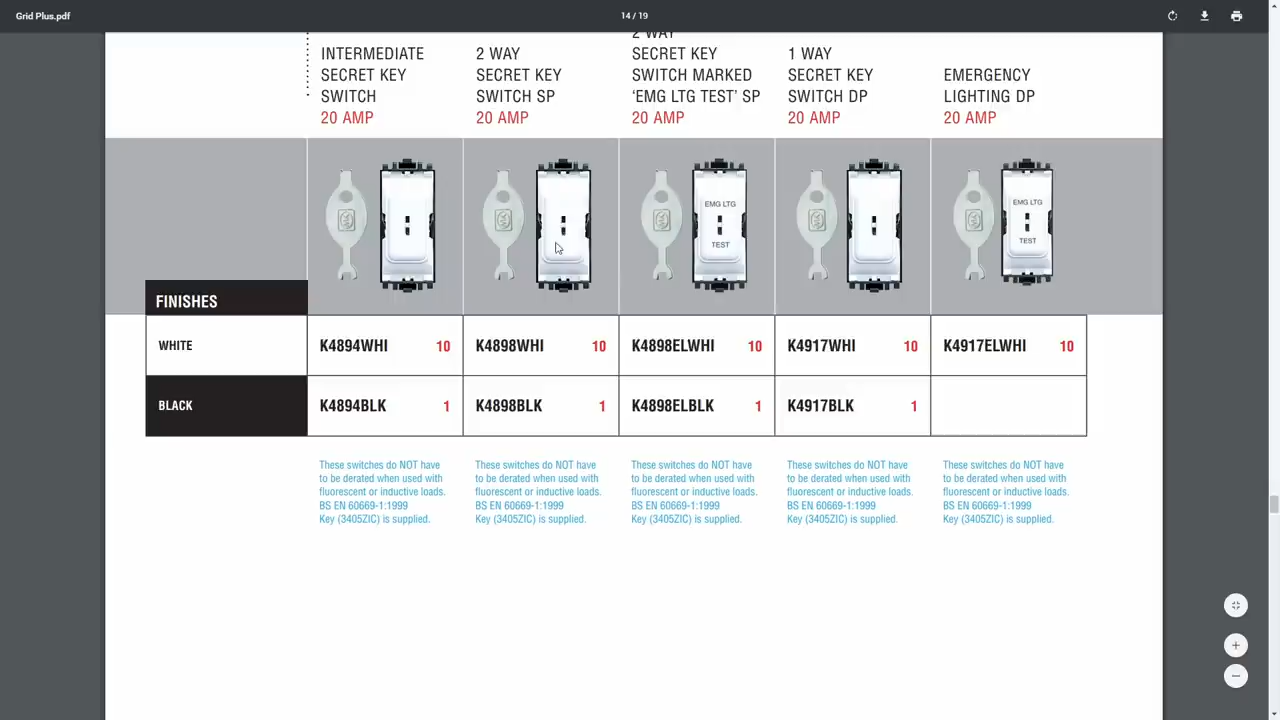 Grid Plus.pdf
14 / 19
INTERMEDIATE
SECRET KEY
SWITCH
20 AMP
2 WAY
SECRET KEY
SWITCH SP
20 AMP
2 WAY
SECRET KEY
SWITCH MARKED
‘EMG LTG TEST’ SP
20 AMP
1 WAY
SECRET KEY
SWITCH DP
20 AMP
EMERGENCY
LIGHTING DP
20 AMP
EMG LTG
TEST
EMG LTG
TEST
FINISHES
WHITE
K4894WHI 10
K4898WHI 10
K4898ELWHI 10
K4917WHI 10
K4917ELWHI 10
BLACK
K4894BLK 1
K4898BLK 1
K4898ELBLK 1
K4917BLK 1
These switches do NOT have
to be derated when used with
fluorescent or inductive loads.
BS EN 60669-1:1999
Key (3405ZIC) is supplied.
These switches do NOT have
to be derated when used with
fluorescent or inductive loads.
BS EN 60669-1:1999
Key (3405ZIC) is supplied.
These switches do NOT have
to be derated when used with
fluorescent or inductive loads.
BS EN 60669-1:1999
Key (3405ZIC) is supplied.
These switches do NOT have
to be derated when used with
fluorescent or inductive loads.
BS EN 60669-1:1999
Key (3405ZIC) is supplied.
These switches do NOT have
to be derated when used with
fluorescent or inductive loads.
BS EN 60669-1:1999
Key (3405ZIC) is supplied.